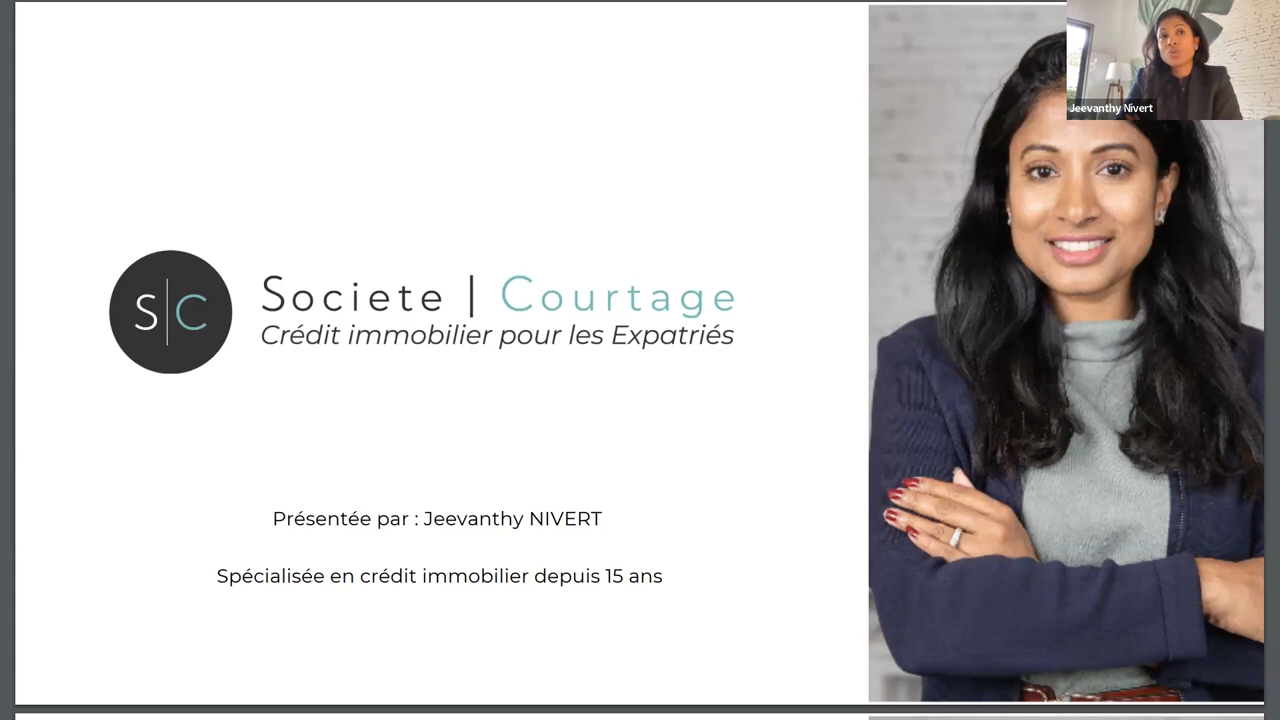 Jeevanthy Nivert
S|C
Societe | Courtage
Crédit immobilier pour les Expatriés
Présentée par : Jeevanthy NIVERT
Spécialisée en crédit immobilier depuis 15 ans